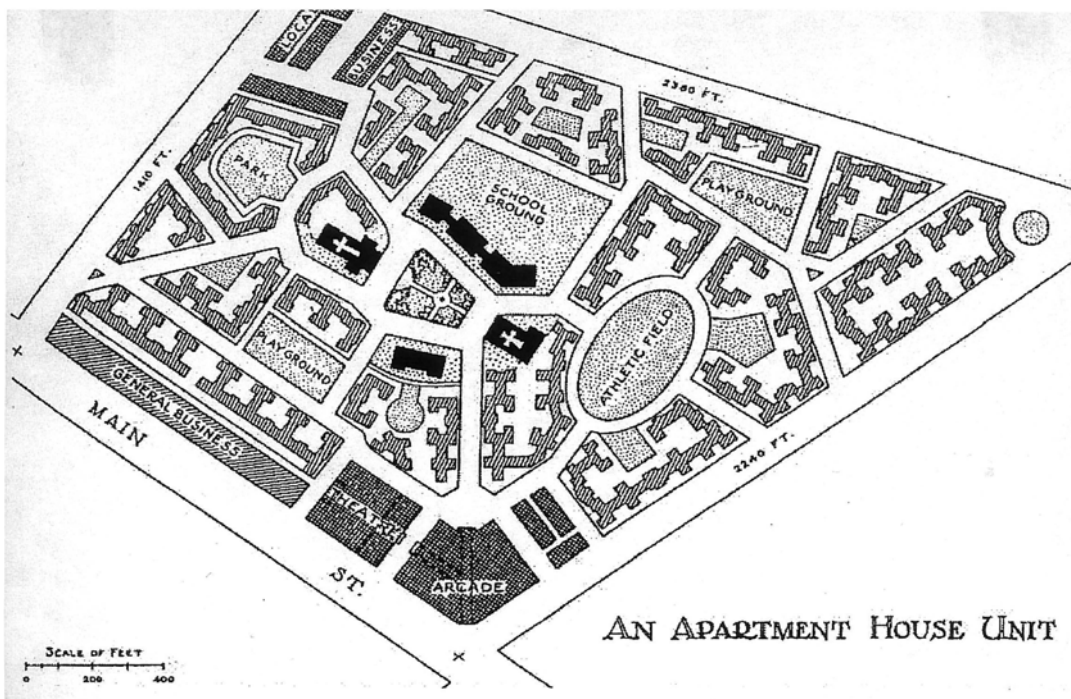 LOCAL
BUSINESS
2380 FT.
1410 FT.
PARK
SCHOOL
GROUND
PLAYGROUND
PLAYGROUND
ATHLETIC FIELD
GENERAL BUSINESS
MAIN
ST.
THEATRE
ARCADE
2240 FT.
AN APARTMENT HOUSE UNIT
SCALE OF FEET
0 200 400